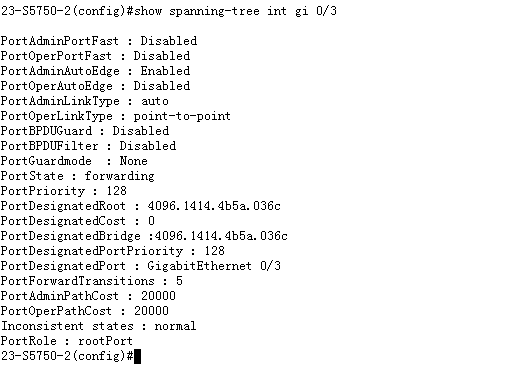 23-S5750-2(config)#show spanning-tree int gi 0/3
PortAdminPortFast : Disabled
PortOperPortFast : Disabled
PortAdminAutoEdge : Enabled
PortOperAutoEdge : Disabled
PortAdminLinkType : auto
PortOperLinkType : point-to-point
PortBPDUGuard : Disabled
PortBPDUFilter : Disabled
PortGuardmode  : None
PortState : forwarding
PortPriority : 128
PortDesignatedRoot : 4096.1414.4b5a.036c
PortDesignatedCost : 0
PortDesignatedBridge :4096.1414.4b5a.036c
PortDesignatedPortPriority : 128
PortDesignatedPort : GigabitEthernet 0/3
PortForwardTransitions : 5
PortAdminPathCost : 20000
PortOperPathCost : 20000
Inconsistent states : normal
PortRole : rootPort
23-S5750-2(config)#